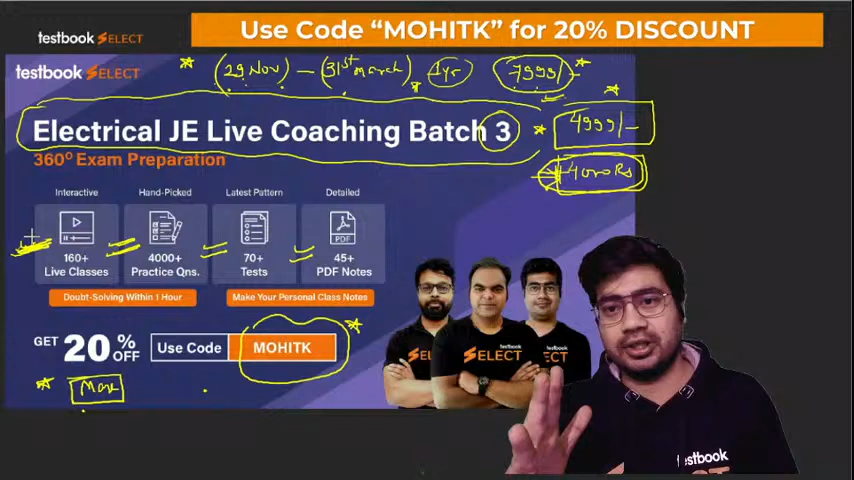 Use Code “MOHITK” for 20% DISCOUNT
testbook SELECT
testbook SELECT
(29 Nov) – (31st March) 1yr 7999/-
Electrical JE Live Coaching Batch 3
4999/-
360° Exam Preparation
4000 Rs
Interactive
Hand-Picked
Latest Pattern
Detailed
PDF
160+
Live Classes
4000+
Practice Qns.
70+
Tests
45+
PDF Notes
Doubt-Solving Within 1 Hour
Make Your Personal Class Notes
GET 20% OFF
Use Code MOHITK
testbook
SELECT